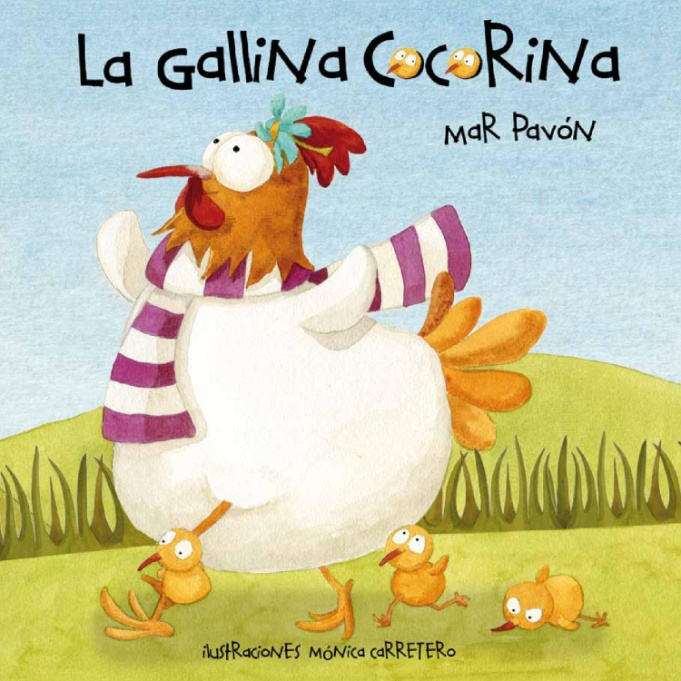 La Gallina Cocorina
Mar Pavón
ilustraciones Mónica Carretero